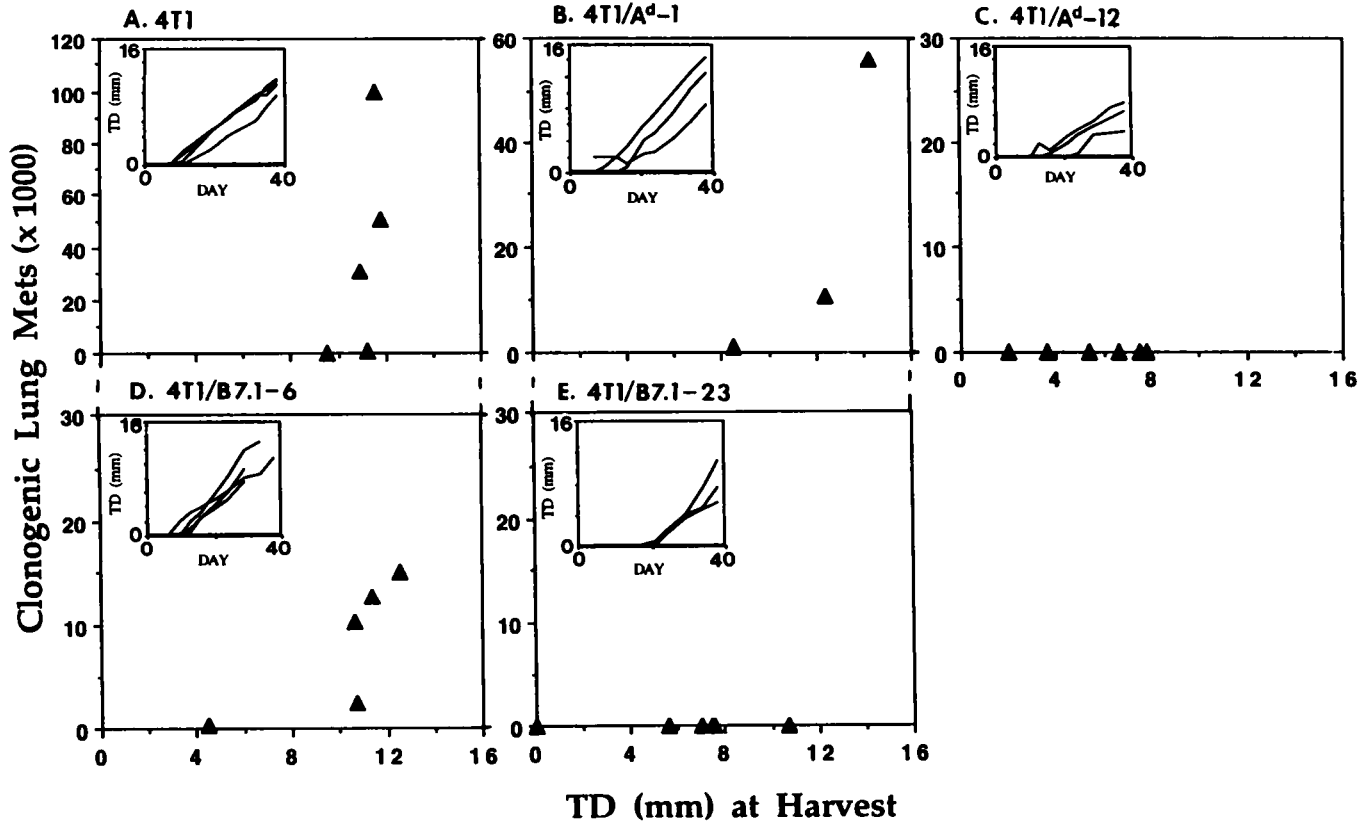 Clonogenic Lung Mets (x 1000)
A. 4T1
120
100
80
60
40
20
0
16
TD (mm)
0
0
DAY
40
B. 4T1/Aᵈ-1
60
40
20
0
16
TD (mm)
0
0
DAY
40
C. 4T1/Aᵈ-12
30
20
10
0
16
TD (mm)
0
0
DAY
40
0 4 8 12 16
D. 4T1/B7.1-6
30
20
10
0
16
TD (mm)
0
0
DAY
40
0 4 8 12 16
E. 4T1/B7.1-23
30
20
10
0
16
TD (mm)
0
0
DAY
40
0 4 8 12 16
TD (mm) at Harvest